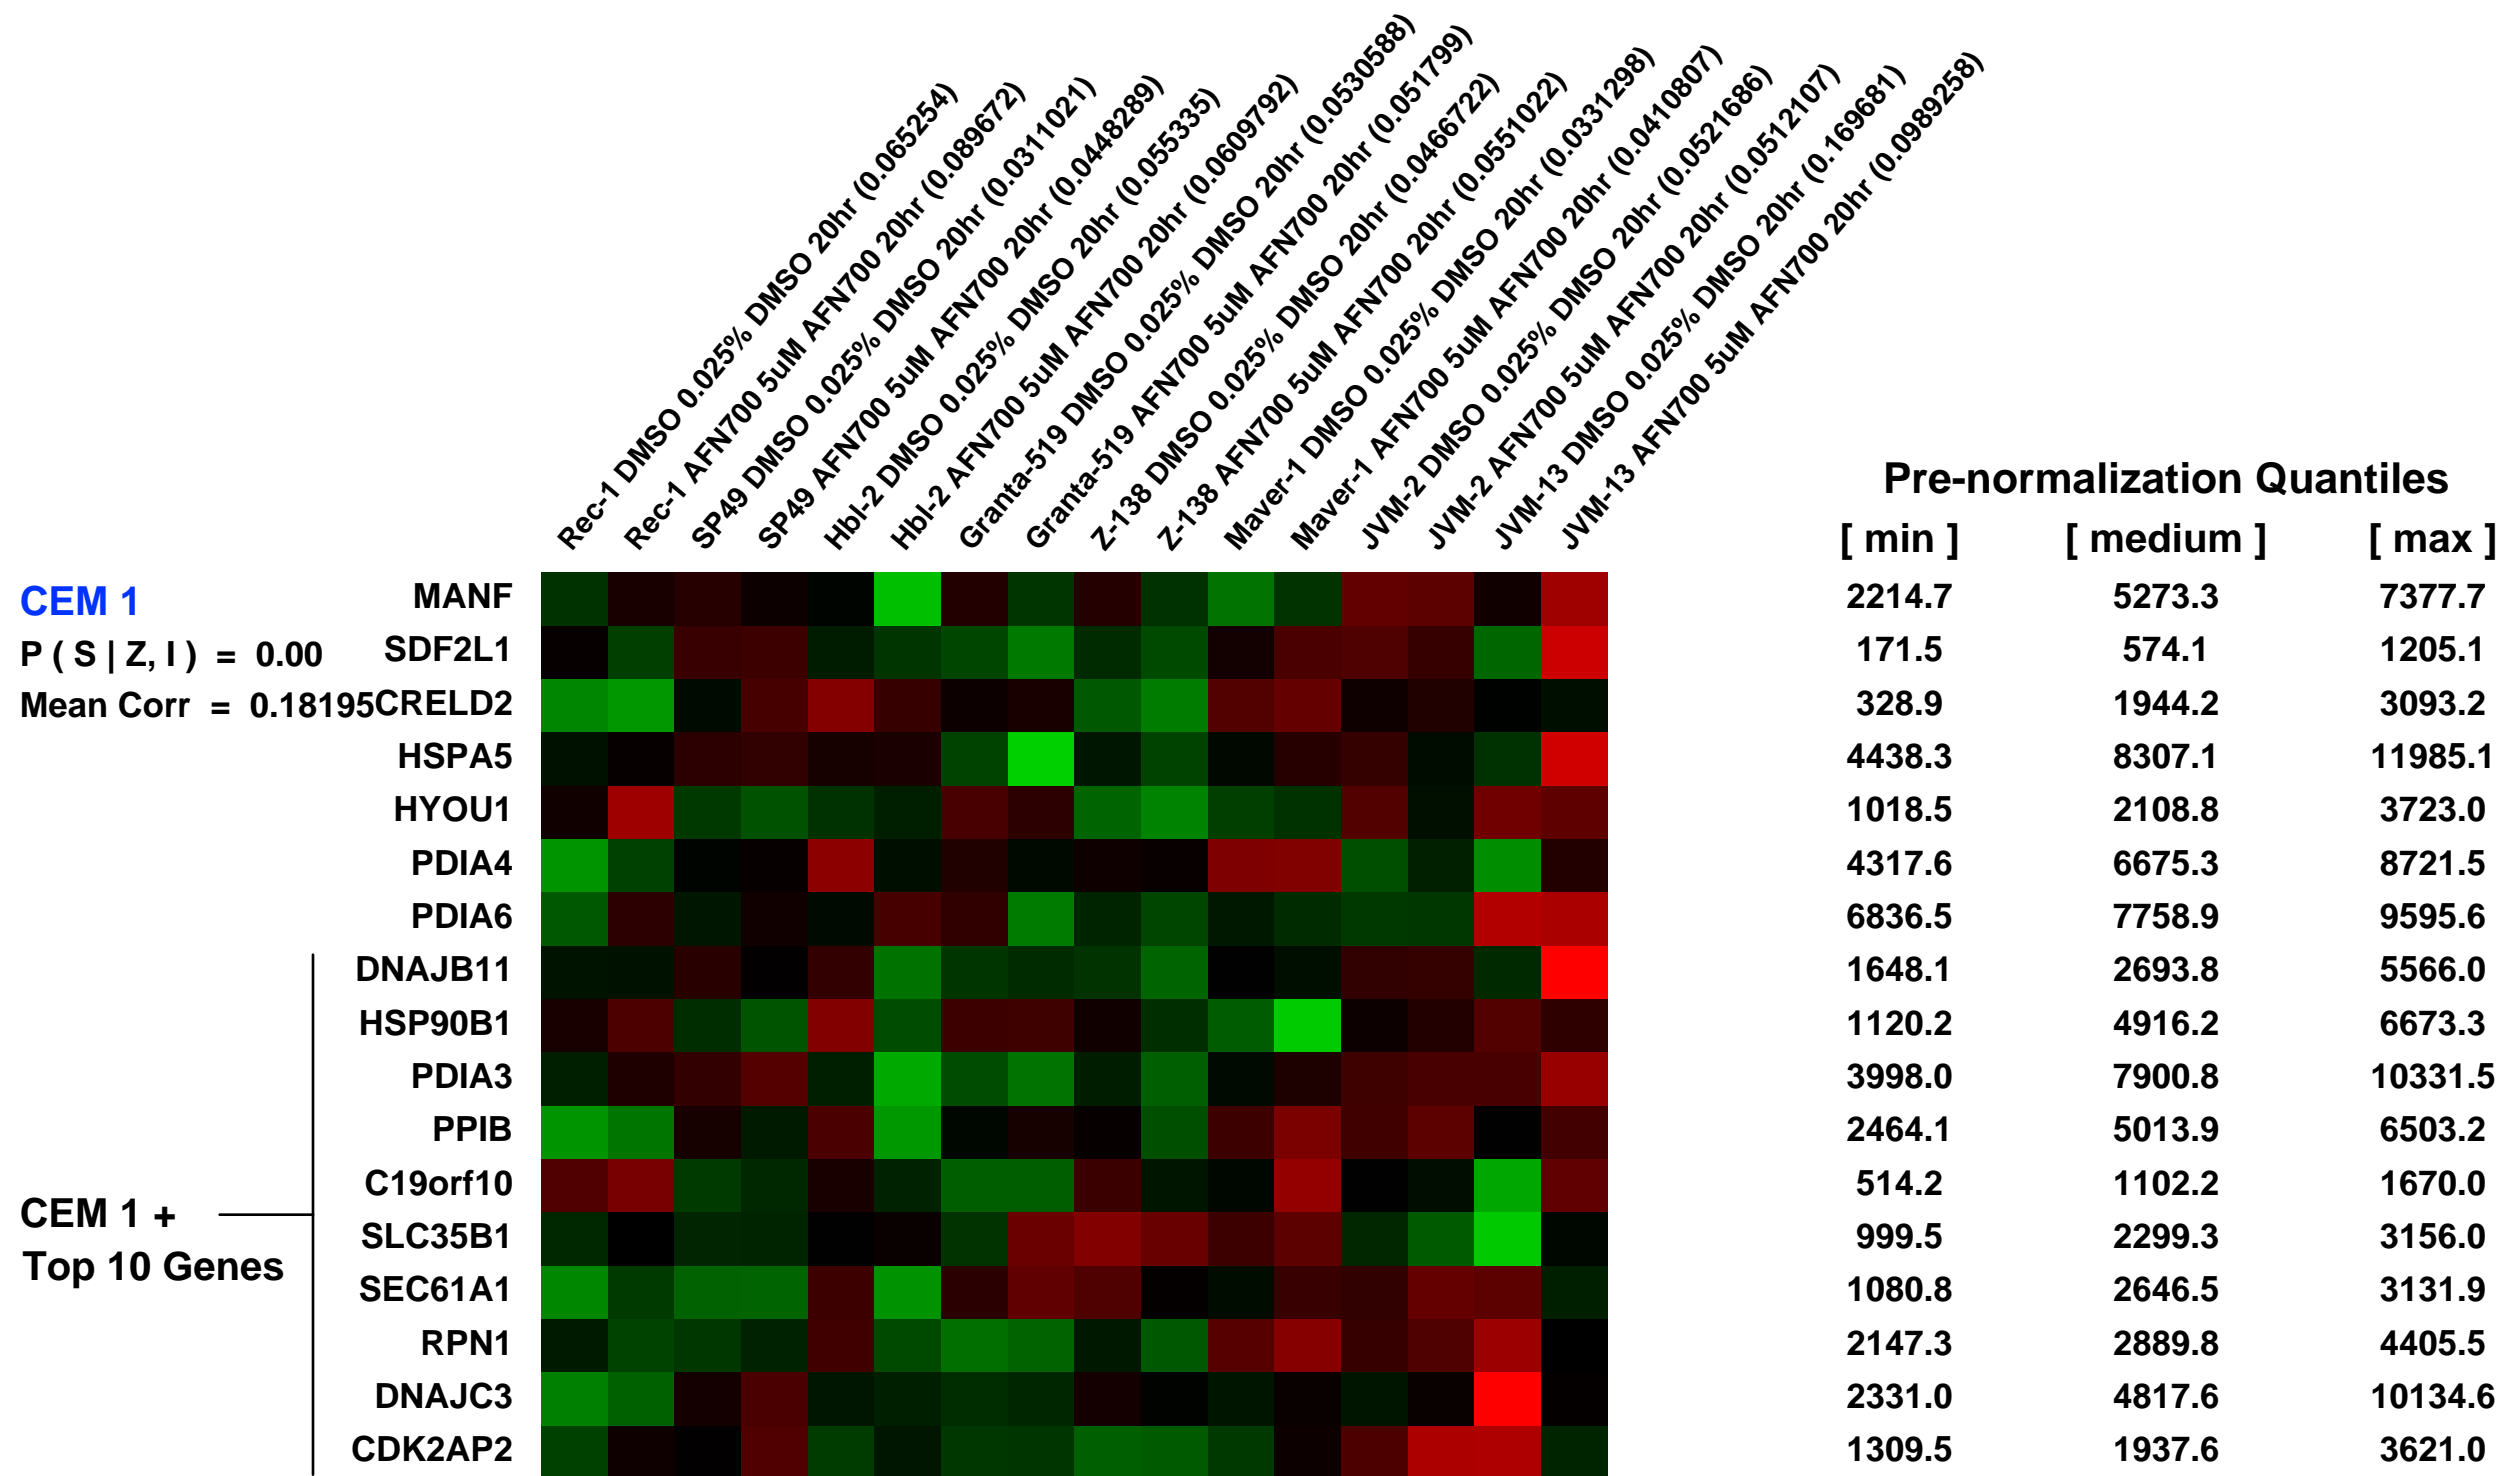 Rec-1 DMSO 0.025% DMSO 20hr (0.065254)
Rec-1 AFN700 5uM AFN700 20hr (0.089672)
SP49 DMSO 0.025% DMSO 20hr (0.0311021)
SP49 AFN700 5uM AFN700 20hr (0.0448289)
Hbl-2 DMSO 0.025% DMSO 20hr (0.055335)
Hbl-2 AFN700 5uM AFN700 20hr (0.0609792)
Granta-519 DMSO 0.025% DMSO 20hr (0.0530588)
Granta-519 AFN700 5uM AFN700 20hr (0.051799)
Z-138 DMSO 0.025% DMSO 20hr (0.0466722)
Z-138 AFN700 5uM AFN700 20hr (0.0551022)
Maver-1 DMSO 0.025% DMSO 20hr (0.0331298)
Maver-1 AFN700 5uM AFN700 20hr (0.0410807)
JVM-2 DMSO 0.025% DMSO 20hr (0.0521686)
JVM-2 AFN700 5uM AFN700 20hr (0.0512107)
JVM-13 DMSO 0.025% DMSO 20hr (0.169681)
JVM-13 AFN700 5uM AFN700 20hr (0.0989258)
Pre-normalization Quantiles
[ min ] [ medium ] [ max ]
CEM 1
P ( S | Z, I ) = 0.00
Mean Corr = 0.18195
MANF 2214.7 5273.3 7377.7
SDF2L1 171.5 574.1 1205.1
CRELD2 328.9 1944.2 3093.2
HSPA5 4438.3 8307.1 11985.1
HYOU1 1018.5 2108.8 3723.0
PDIA4 4317.6 6675.3 8721.5
PDIA6 6836.5 7758.9 9595.6
DNAJB11 1648.1 2693.8 5566.0
HSP90B1 1120.2 4916.2 6673.3
PDIA3 3998.0 7900.8 10331.5
PPIB 2464.1 5013.9 6503.2
C19orf10 514.2 1102.2 1670.0
SLC35B1 999.5 2299.3 3156.0
SEC61A1 1080.8 2646.5 3131.9
RPN1 2147.3 2889.8 4405.5
DNAJC3 2331.0 4817.6 10134.6
CDK2AP2 1309.5 1937.6 3621.0
CEM 1 +
Top 10 Genes